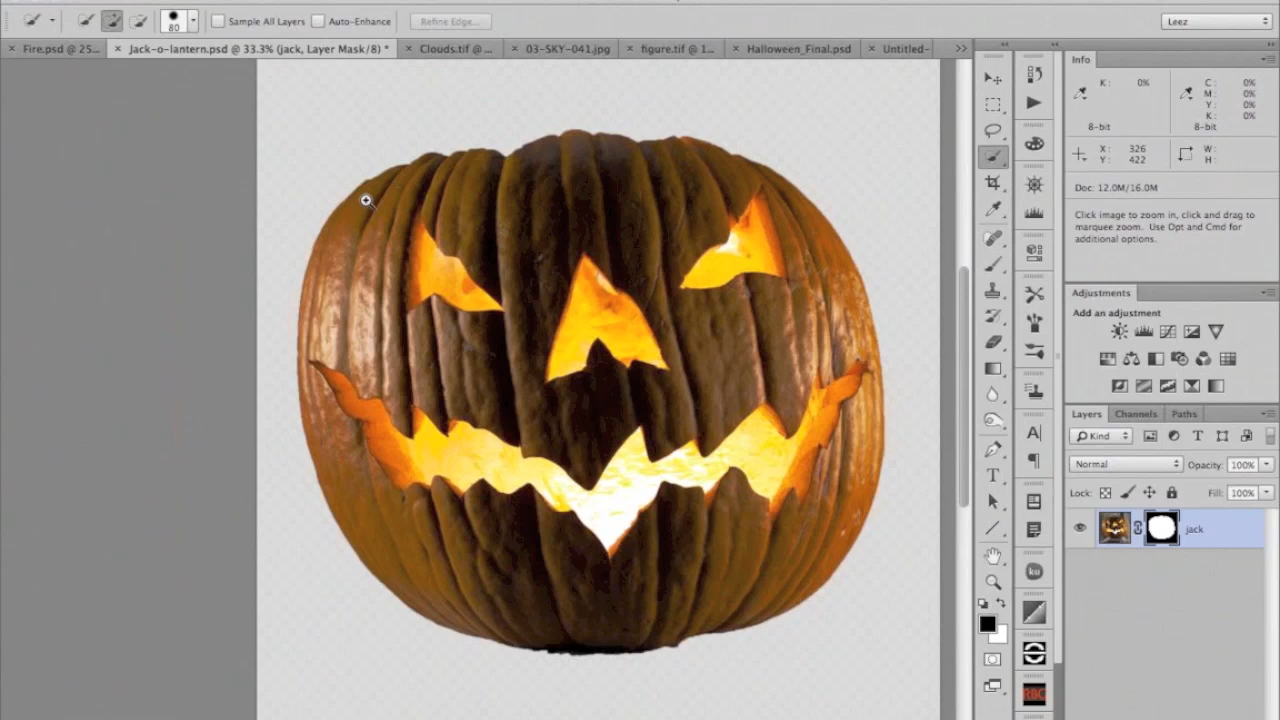 80
Sample All Layers
Auto-Enhance
Refine Edge...
Leez
Fire.psd @ 25...
Jack-o-lantern.psd @ 33.3% (jack, Layer Mask/8) *
Clouds.tif @ ...
03-SKY-041.jpg
figure.tif @ 1...
Halloween_Final.psd
Untitled-
Info
K: 0%
C: 0%
M: 0%
Y: 0%
K: 0%
8-bit
8-bit
X: 326
Y: 422
W:
H:
Doc: 12.0M/16.0M
Click image to zoom in, click and drag to
marquee zoom. Use Opt and Cmd for
additional options.
Adjustments
Add an adjustment
Layers
Channels
Paths
Kind
Normal
Opacity: 100%
Lock:
Fill: 100%
jack
A
T
T
ku
RBC